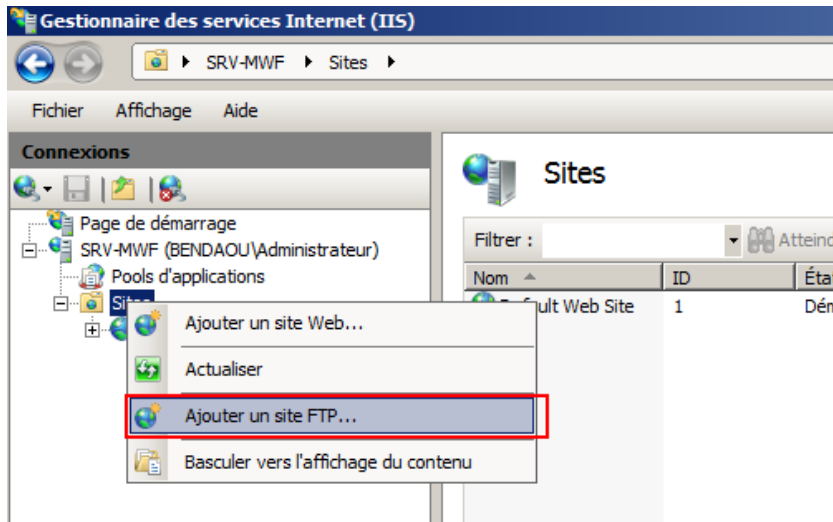 Gestionnaire des services Internet (IIS)
SRV-MWF Sites
Fichier Affichage Aide
Connexions
Sites
Page de démarrage
SRV-MWF (BENDAOU\Administrateur)
Filtrer :
Pools d'applications
Nom ID
Ajouter un site Web...
Web Site 1
Actualiser
Ajouter un site FTP...
Basculer vers l'affichage du contenu